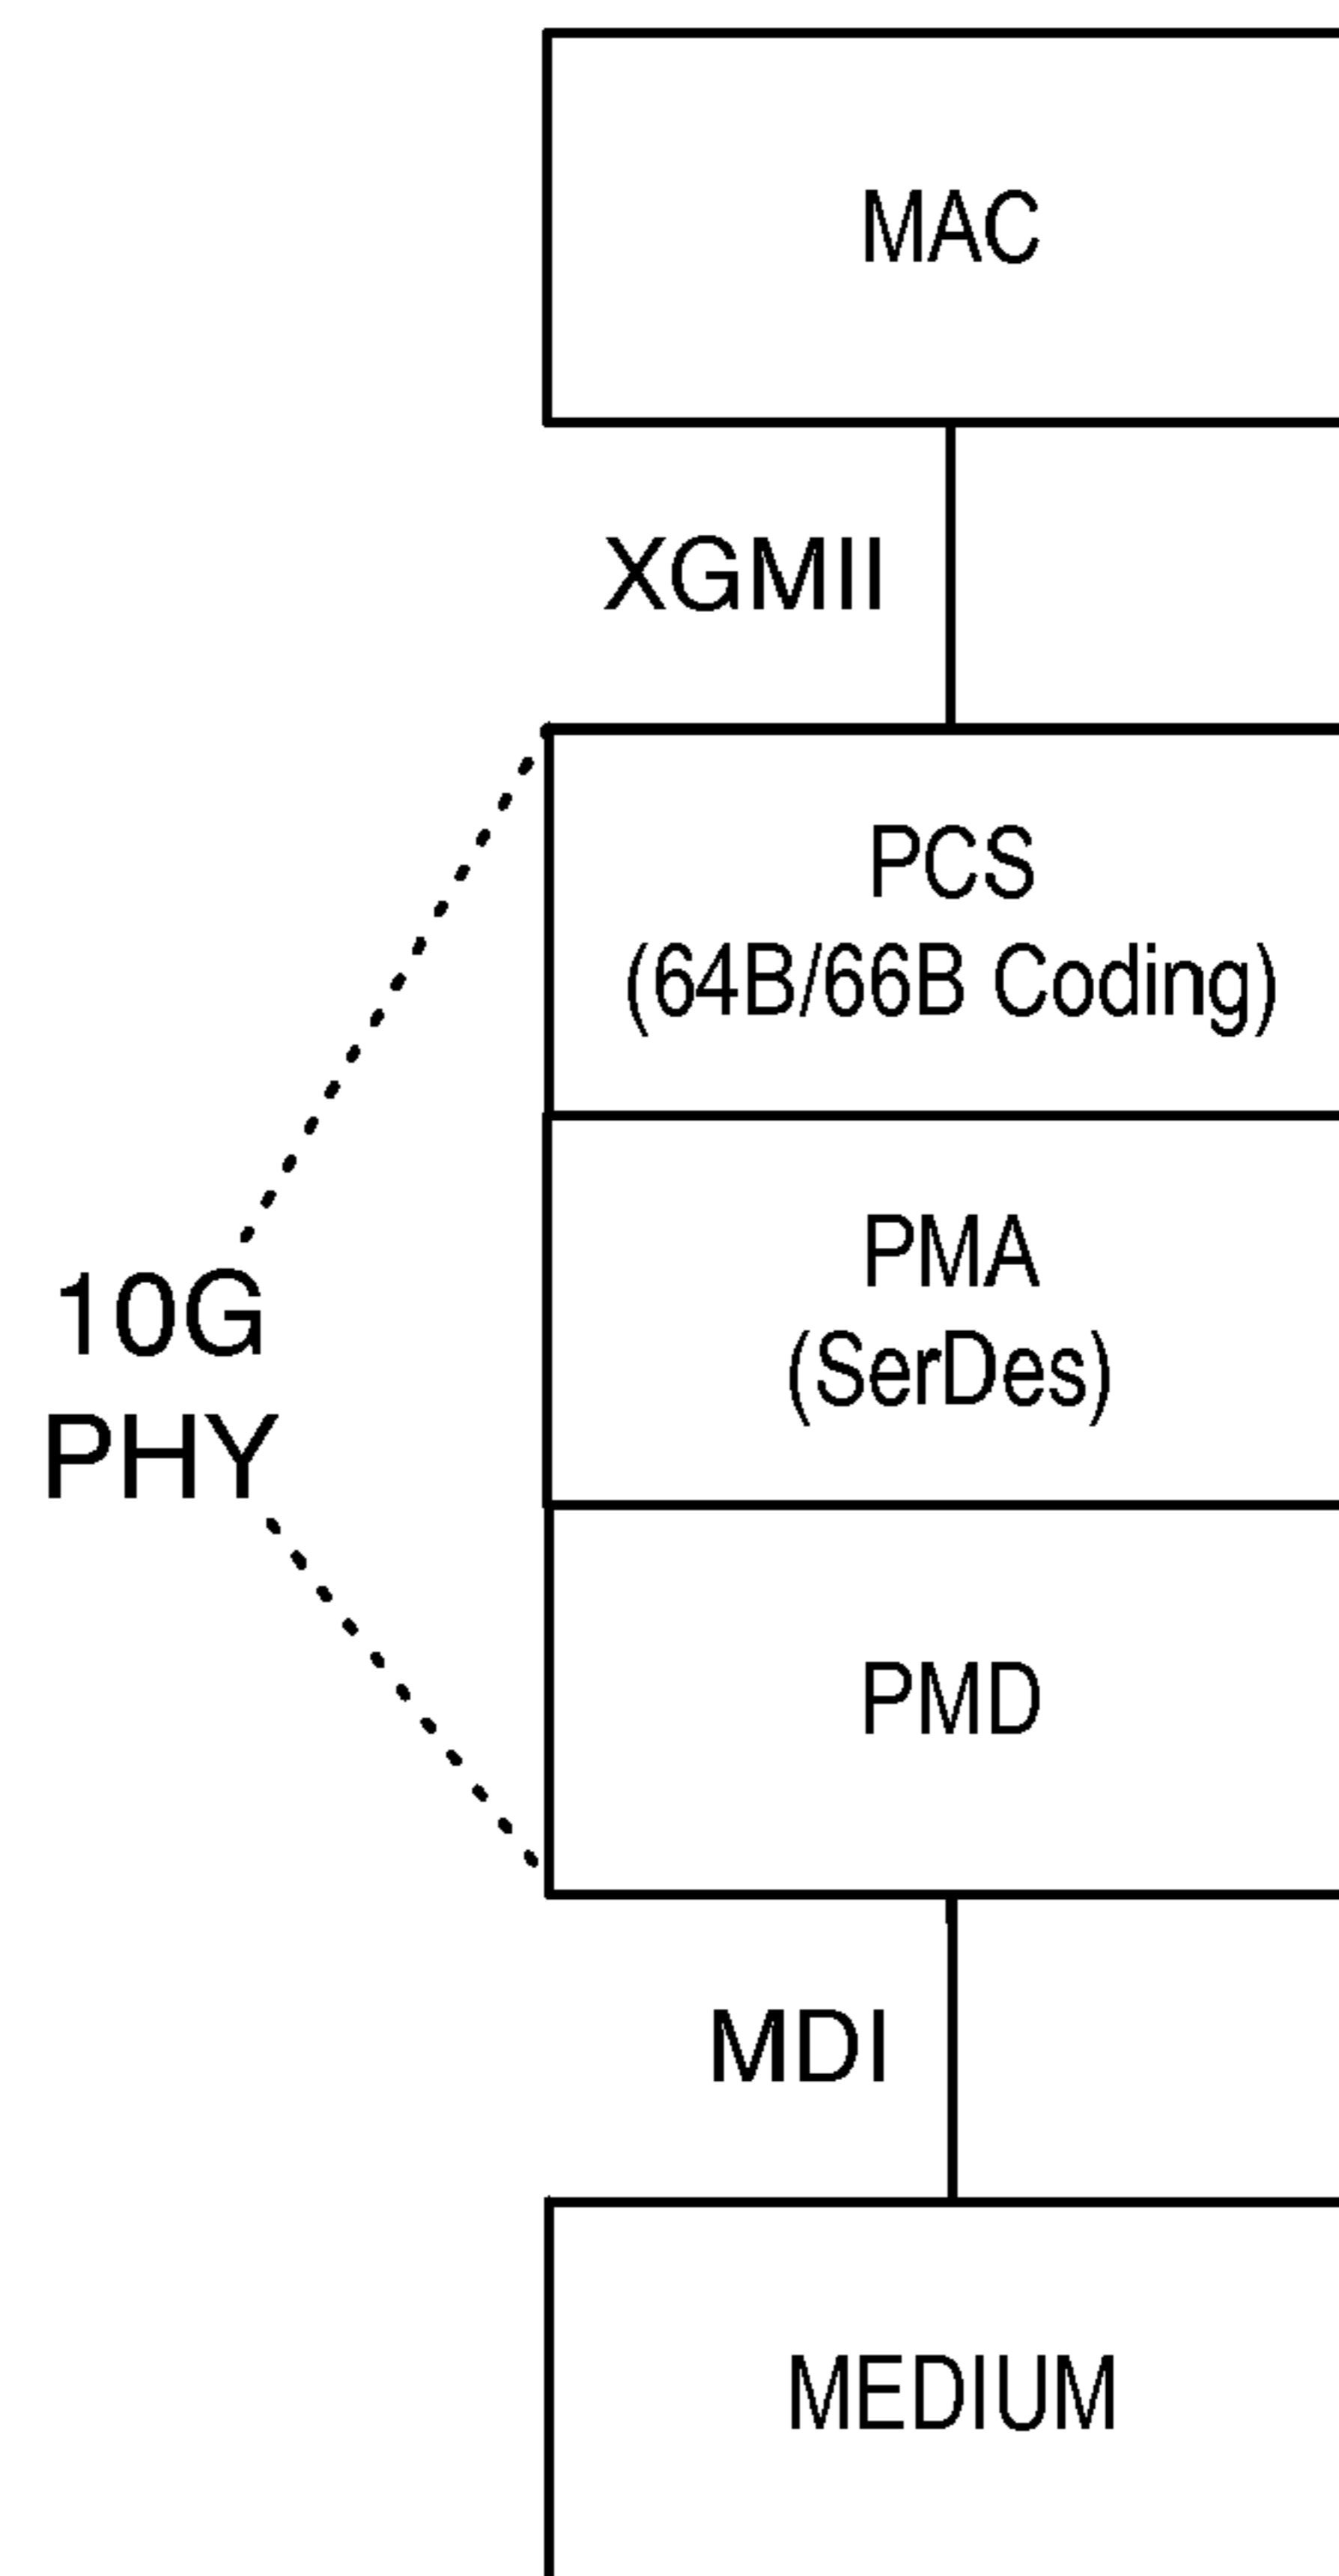 MAC
XGMII
PCS
(64B/66B Coding)
PMA
(SerDes)
10G
PHY
PMD
MDI
MEDIUM